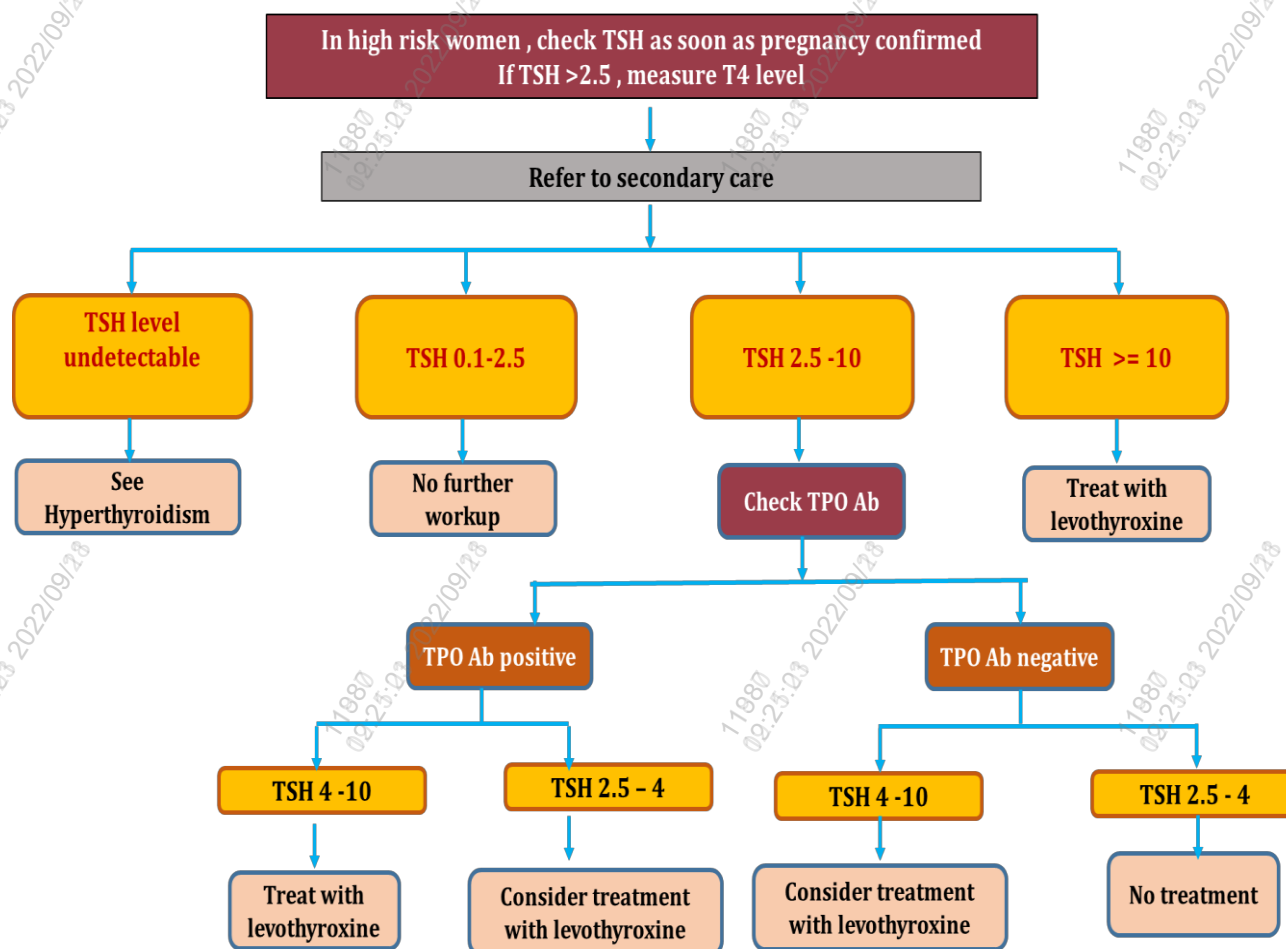 In high risk women , check TSH as soon as pregnancy confirmed
If TSH >2.5 , measure T4 level
Refer to secondary care
TSH level
undetectable
TSH 0.1-2.5
TSH 2.5 -10
TSH >= 10
See
Hyperthyroidism
No further
workup
Check TPO Ab
Treat with
levothyroxine
TPO Ab positive
TPO Ab negative
TSH 4 -10
TSH 2.5 – 4
TSH 4 -10
TSH 2.5 - 4
Treat with
levothyroxine
Consider treatment
with levothyroxine
Consider treatment
with levothyroxine
No treatment